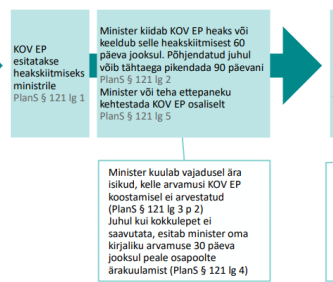 KOV EP
esitatakse
heakskiitmiseks
ministrile
PlanS § 121 lg 1
Minister kiidab KOV EP heaks või
keeldub selle heakskiitmisest 60
päeva jooksul. Põhjendatud juhul
võib tähtaega pikendada 90 päevani
PlanS § 121 lg 2
Minister või teha ettepaneku
kehtestada KOV EP osaliselt
PlanS § 121 lg 5
Minister kuulab vajadusel ära
isikud, kelle arvamusi KOV EP
koostamisel ei arvestatud
(PlanS § 121 lg 3 p 2)
Juhul kui kokkulepet ei
saavutata, esitab minister oma
kirjaliku arvamuse 30 päeva
jooksul peale osapoolte
ärakuulamist (PlanS § 121 lg 4)